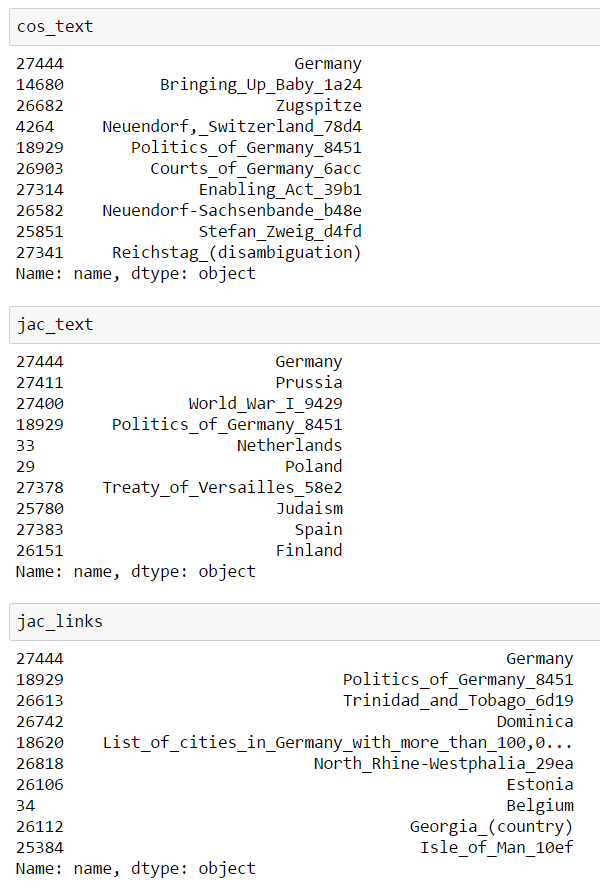 cos_text
27444 Germany
14680 Bringing_Up_Baby_1a24
26682 Zugspitze
4264 Neuendorf,_Switzerland_78d4
18929 Politics_of_Germany_8451
26903 Courts_of_Germany_6acc
27314 Enabling_Act_39b1
26582 Neuendorf-Sachsenbande_b48e
25851 Stefan_Zweig_d4fd
27341 Reichstag_(disambiguation)
Name: name, dtype: object
jac_text
27444 Germany
27411 Prussia
27400 World_War_I_9429
18929 Politics_of_Germany_8451
33 Netherlands
29 Poland
27378 Treaty_of_Versailles_58e2
25780 Judaism
27383 Spain
26151 Finland
Name: name, dtype: object
jac_links
27444 Germany
18929 Politics_of_Germany_8451
26613 Trinidad_and_Tobago_6d19
26742 Dominica
18620 List_of_cities_in_Germany_with_more_than_100,0...
26818 North_Rhine-Westphalia_29ea
26106 Estonia
34 Belgium
26112 Georgia_(country)
25384 Isle_of_Man_10ef
Name: name, dtype: object